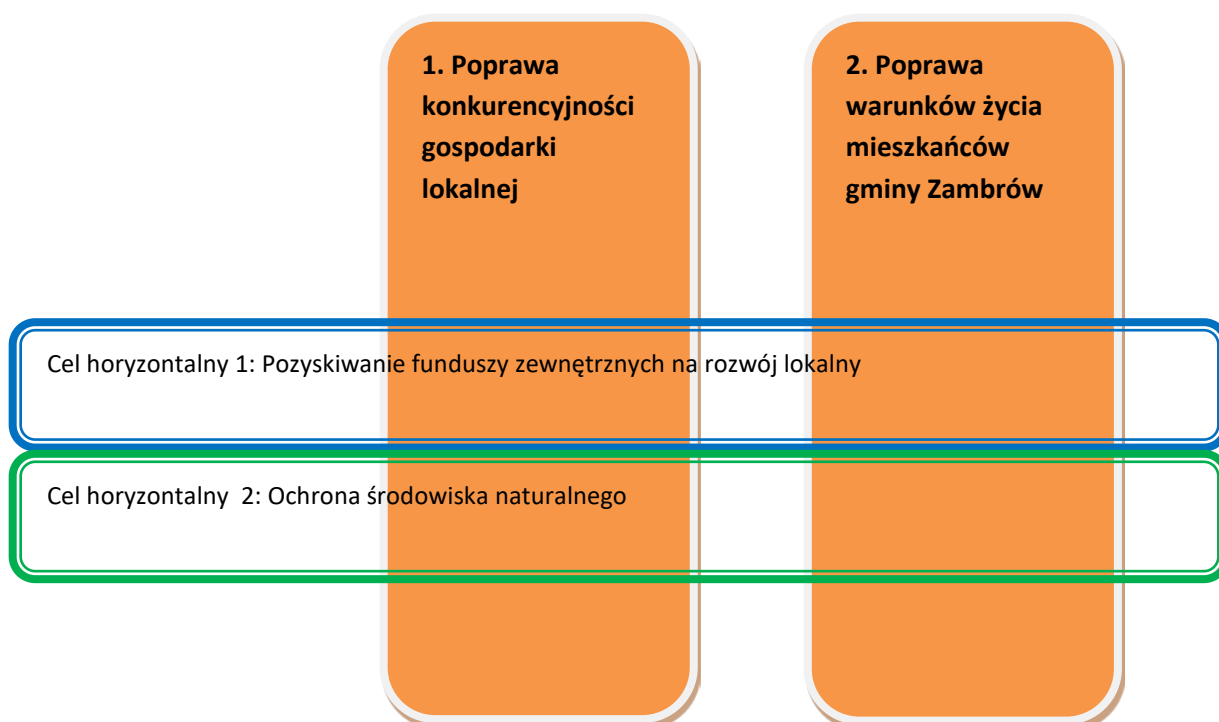 1. Poprawa
konkurencyjności
gospodarki
lokalnej
2. Poprawa
warunków życia
mieszkańców
gminy Zambrów
Cel horyzontalny 1: Pozyskiwanie funduszy zewnętrznych na rozwój lokalny
Cel horyzontalny  2: Ochrona środowiska naturalnego